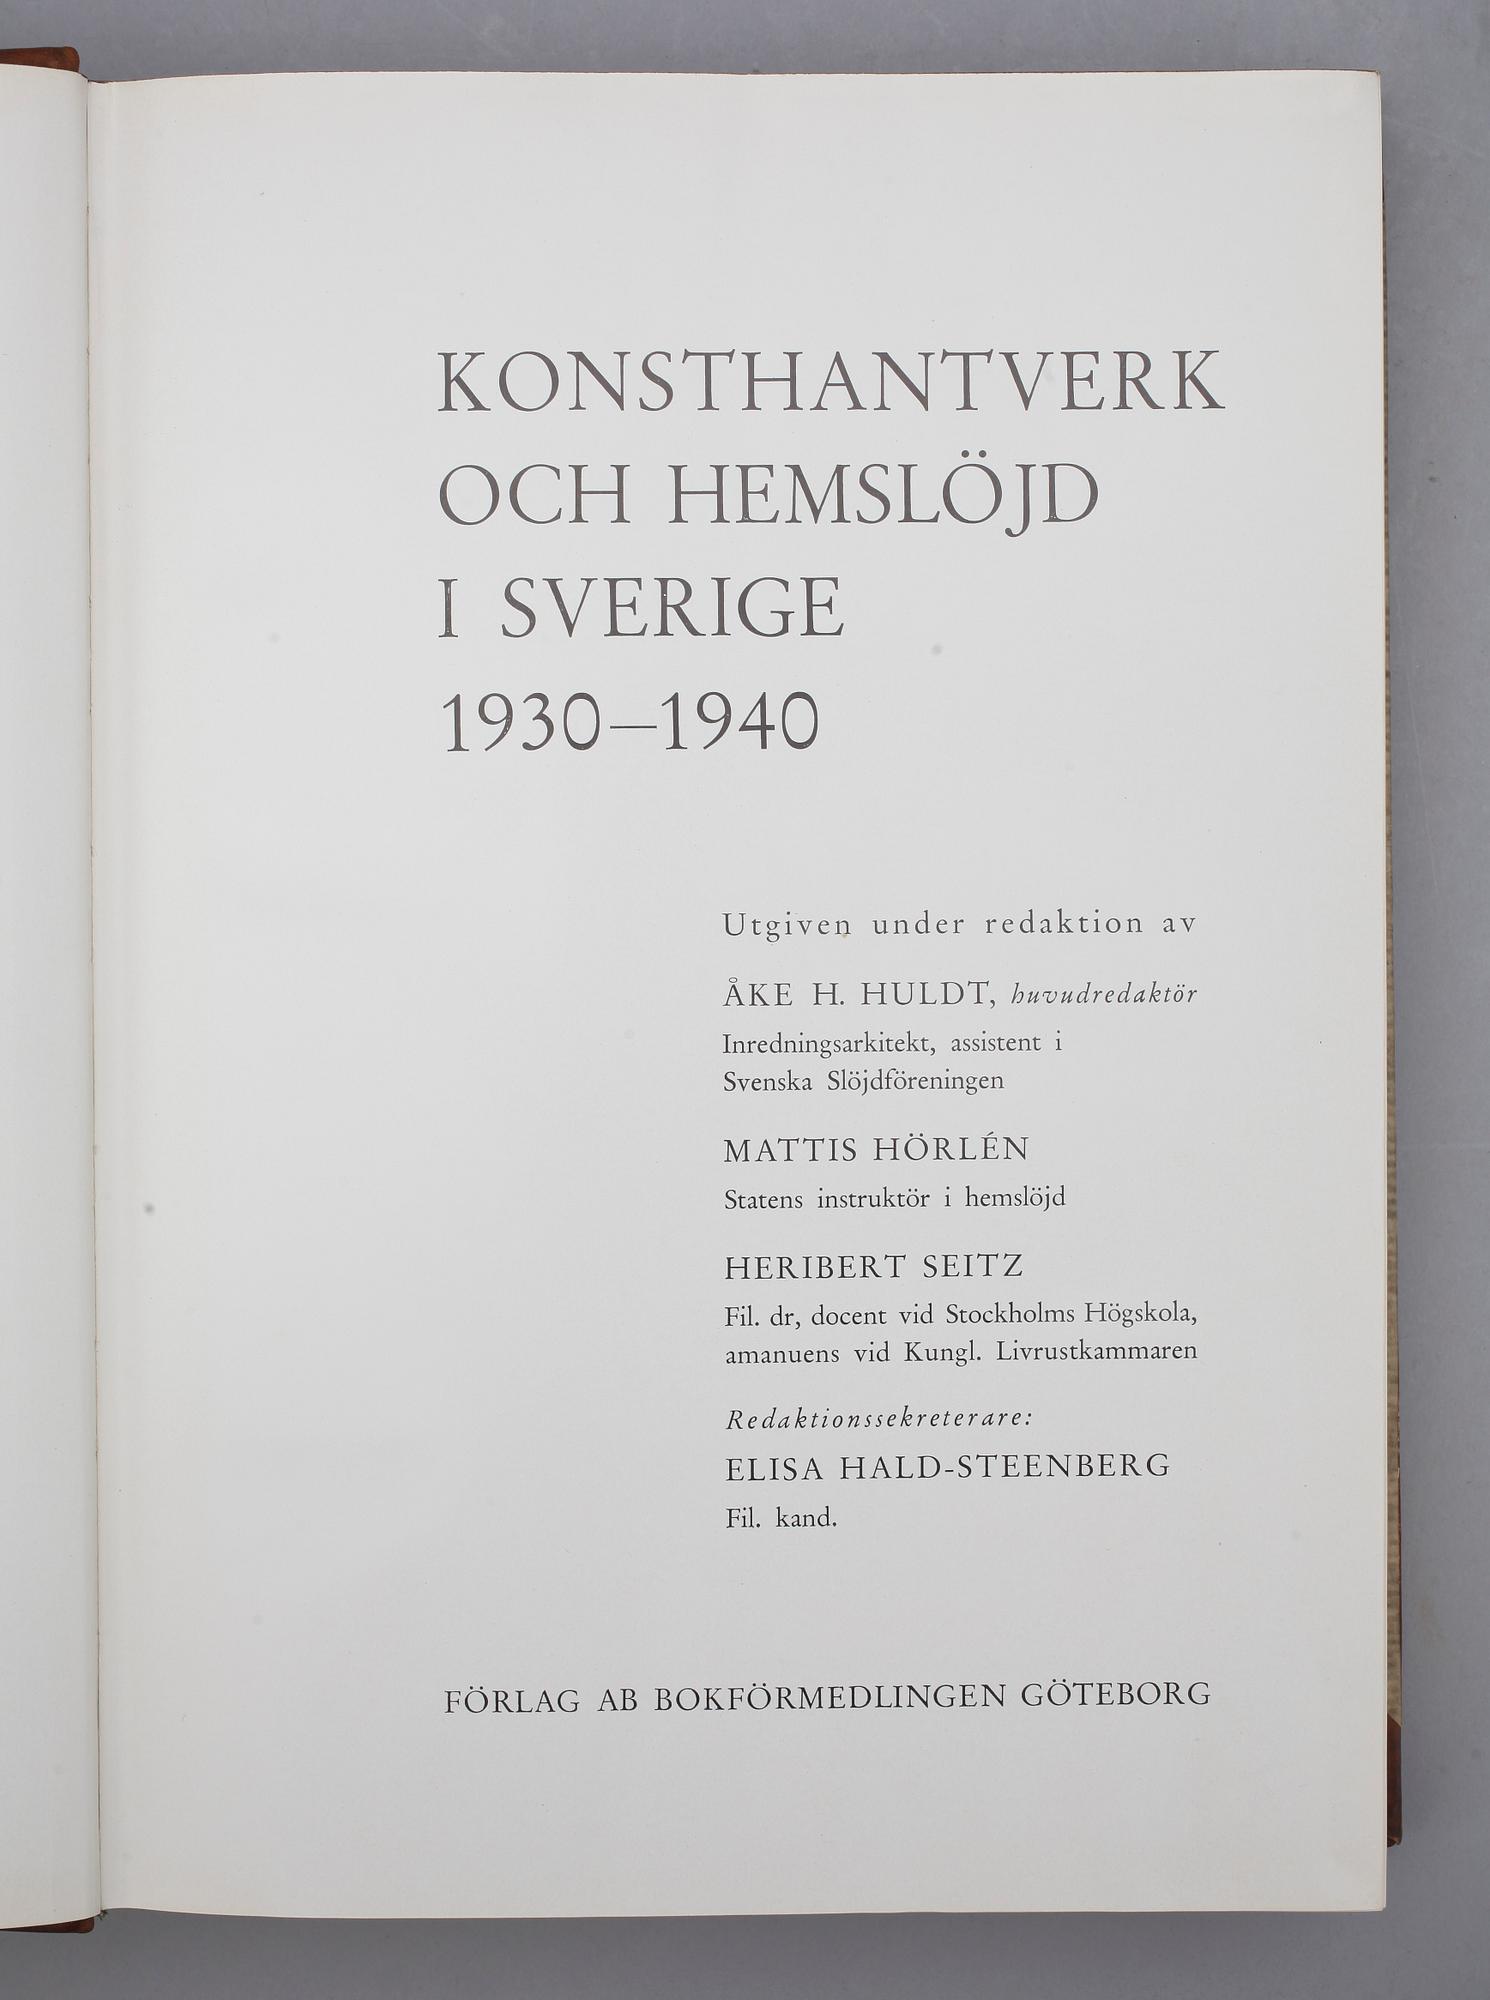 KONSTHANTVERK
OCH HEMSLÖJD
I SVERIGE
1930–1940
Utgiven under redaktion av
ÅKE H. HULDT, huvudredaktör
Inredningsarkitekt, assistent i
Svenska Slöjdföreningen
MATTIS HÖRLÉN
Statens instruktör i hemslöjd
HERIBERT SEITZ
Fil. dr, docent vid Stockholms Högskola,
amanuens vid Kungl. Livrustkammaren
Redaktionssekreterare:
ELISA HALD-STEENBERG
Fil. kand.
FÖRLAG AB BOKFÖRMEDLINGEN GÖTEBORG